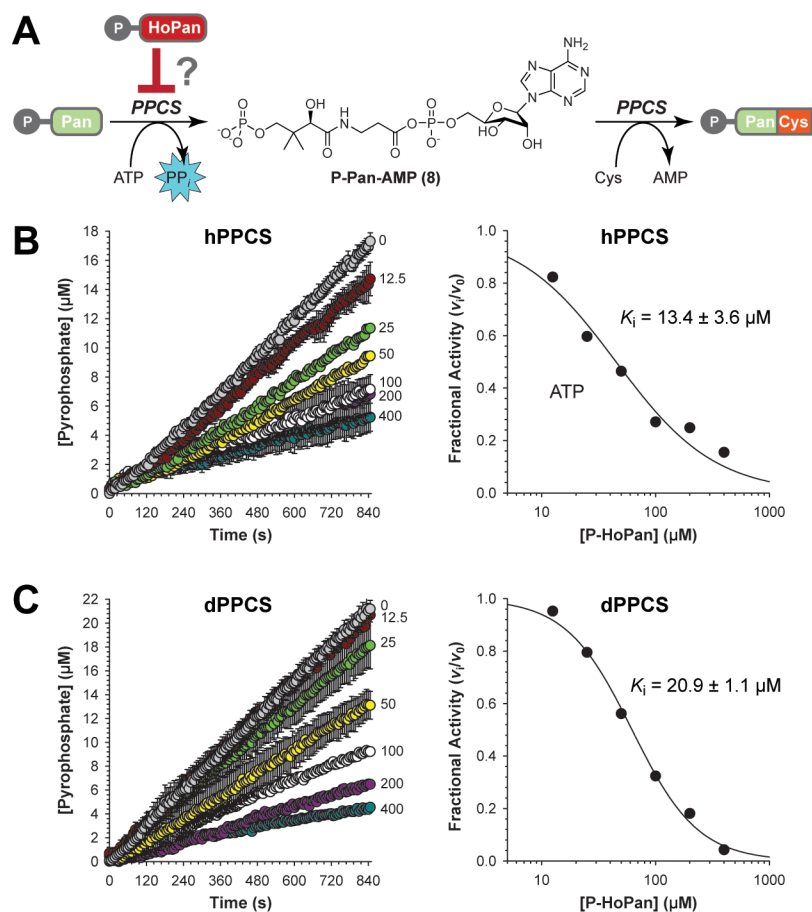 A
P HoPan
?
P Pan
PPCS
ATP
PPi
-O P O O- O OH N H O O O P O O- O HO OH N N N N NH2
P-Pan-AMP (8)
PPCS
Cys
AMP
P Pan Cys
B
hPPCS
[Pyrophosphate] (µM)
18
16
14
12
10
8
6
4
2
0
0
12.5
25
50
100
200
400
0 120 240 360 480 600 720 840
Time (s)
hPPCS
Fractional Activity (vi/v0)
1.0
0.8
0.6
0.4
0.2
0.0
Ki = 13.4 ± 3.6 µM
ATP
10 100 1000
[P-HoPan] (µM)
C
dPPCS
[Pyrophosphate] (µM)
22
20
18
16
14
12
10
8
6
4
2
0
0
12.5
25
50
100
200
400
0 120 240 360 480 600 720 840
Time (s)
dPPCS
Fractional Activity (vi/v0)
1.0
0.8
0.6
0.4
0.2
0.0
Ki = 20.9 ± 1.1 µM
10 100 1000
[P-HoPan] (µM)